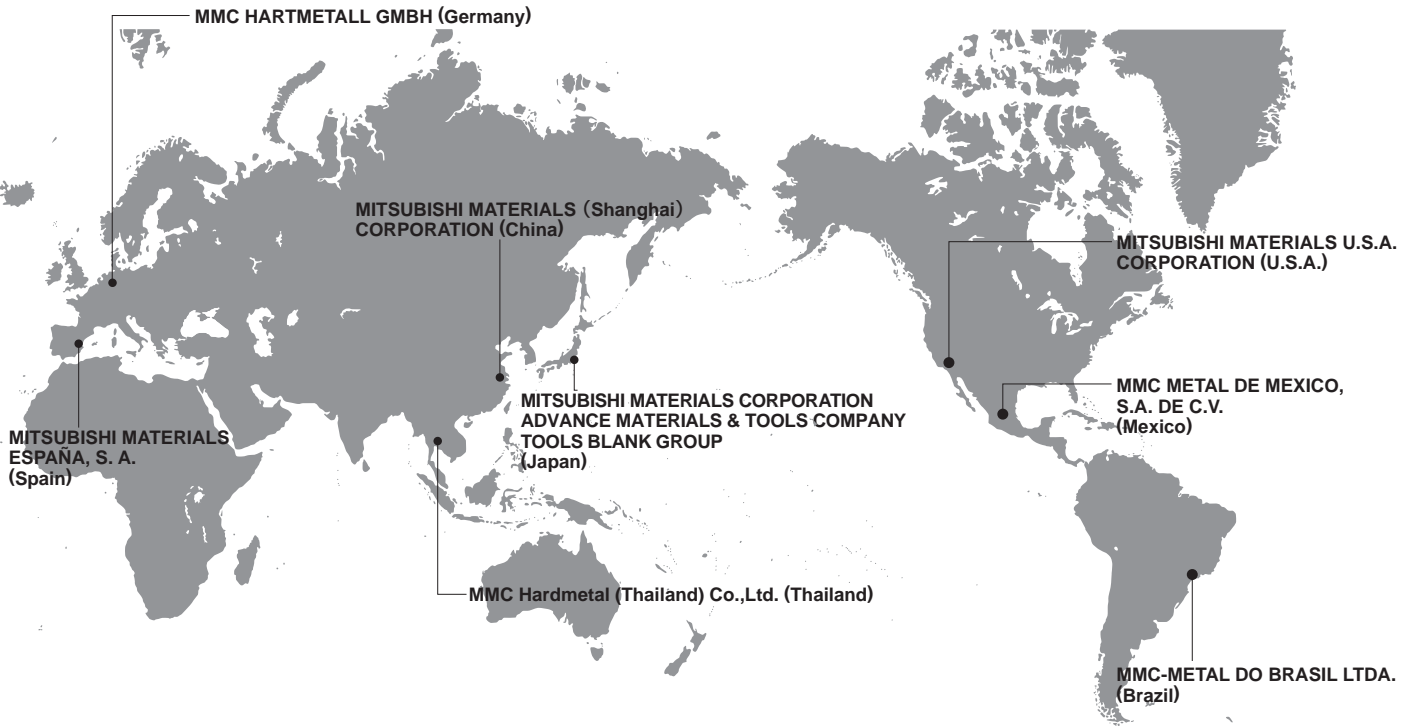 MMC HARTMETALL GMBH (Germany)
MITSUBISHI MATERIALS（Shanghai）
CORPORATION (China)
MITSUBISHI MATERIALS U.S.A.
CORPORATION (U.S.A.)
MMC METAL DE MEXICO,
S.A. DE C.V.
(Mexico)
MITSUBISHI MATERIALS CORPORATION
ADVANCE MATERIALS & TOOLS COMPANY
TOOLS BLANK GROUP
(Japan)
MITSUBISHI MATERIALS
ESPAÑA, S. A.
(Spain)
MMC Hardmetal (Thailand) Co.,Ltd. (Thailand)
MMC-METAL DO BRASIL LTDA.
(Brazil)